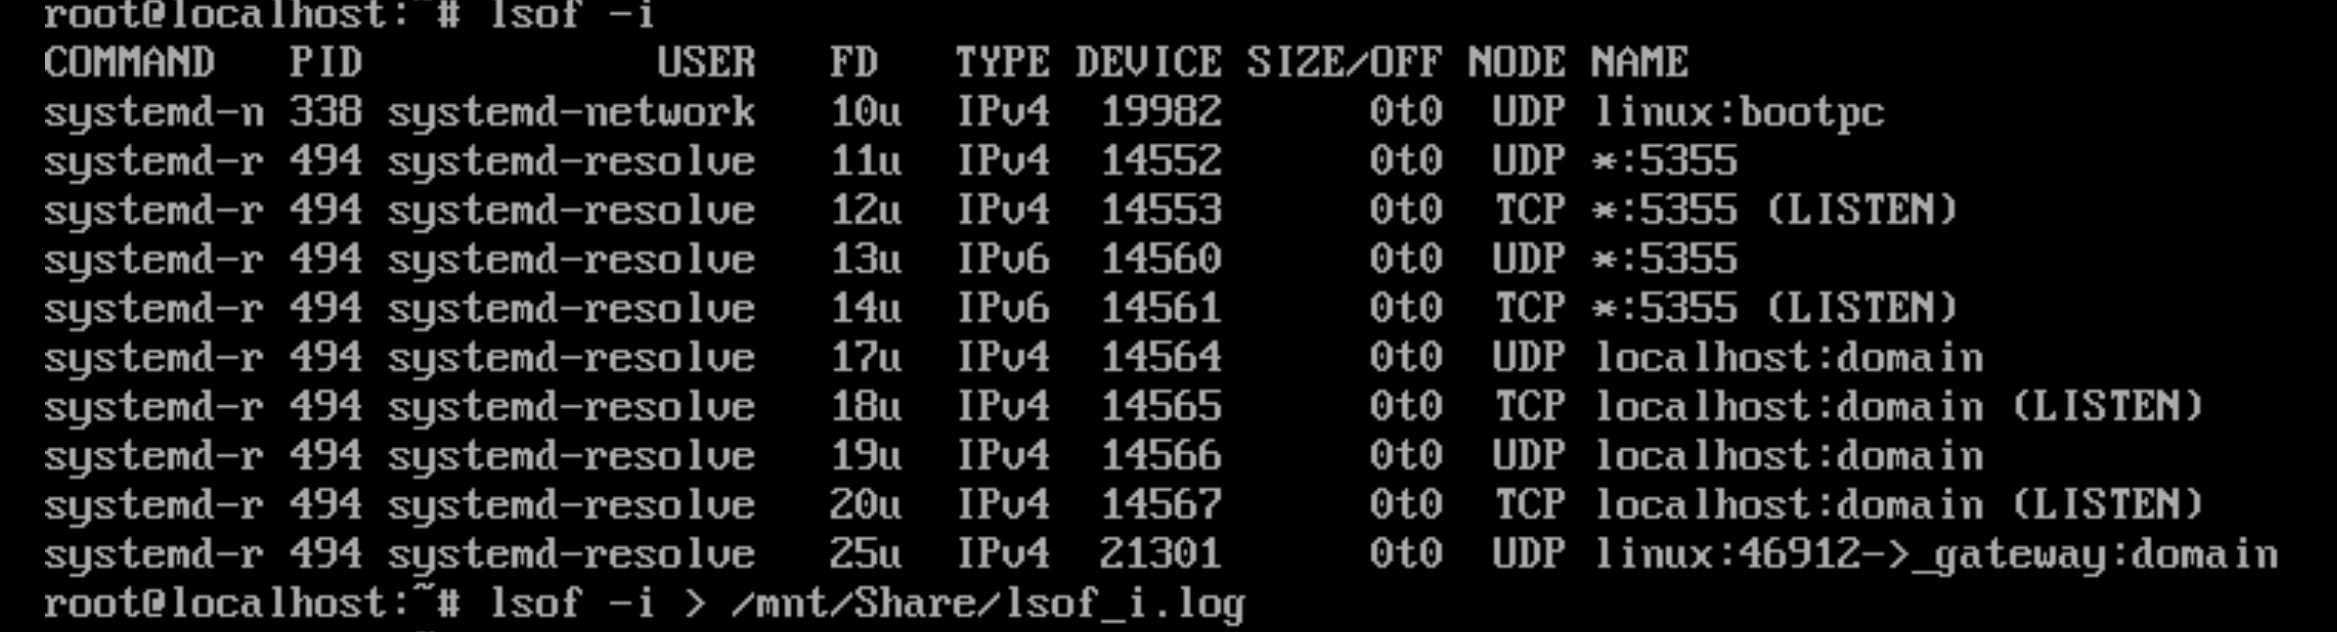 root@localhost:~# lsof -i
COMMAND   PID            USER   FD   TYPE DEVICE SIZE/OFF NODE NAME
systemd-n 338 systemd-network   10u  IPv4  19982      0t0  UDP linux:bootpc
systemd-r 494 systemd-resolve   11u  IPv4  14552      0t0  UDP *:5355
systemd-r 494 systemd-resolve   12u  IPv4  14553      0t0  TCP *:5355 (LISTEN)
systemd-r 494 systemd-resolve   13u  IPv6  14560      0t0  UDP *:5355
systemd-r 494 systemd-resolve   14u  IPv6  14561      0t0  TCP *:5355 (LISTEN)
systemd-r 494 systemd-resolve   17u  IPv4  14564      0t0  UDP localhost:domain
systemd-r 494 systemd-resolve   18u  IPv4  14565      0t0  TCP localhost:domain (LISTEN)
systemd-r 494 systemd-resolve   19u  IPv4  14566      0t0  UDP localhost:domain
systemd-r 494 systemd-resolve   20u  IPv4  14567      0t0  TCP localhost:domain (LISTEN)
systemd-r 494 systemd-resolve   25u  IPv4  21301      0t0  UDP linux:46912->_gateway:domain
root@localhost:~# lsof -i > /mnt/Share/lsof_i.log